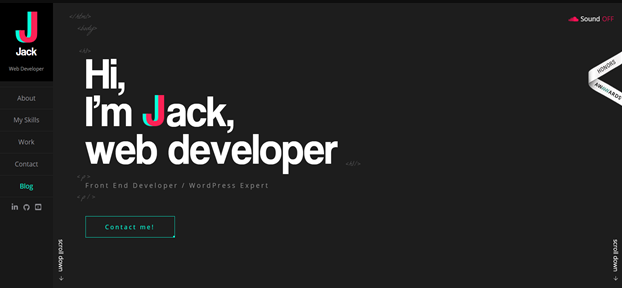 Jack
Web Developer
About
My Skills
Work
Contact
Blog
<html>
<body>
<h1>
Hi,
I'm Jack,
web developer
</h1>
<p>
Front End Developer / WordPress Expert
Contact me!
scroll down
Sound OFF
HONORS
AWWWARDS
scroll down